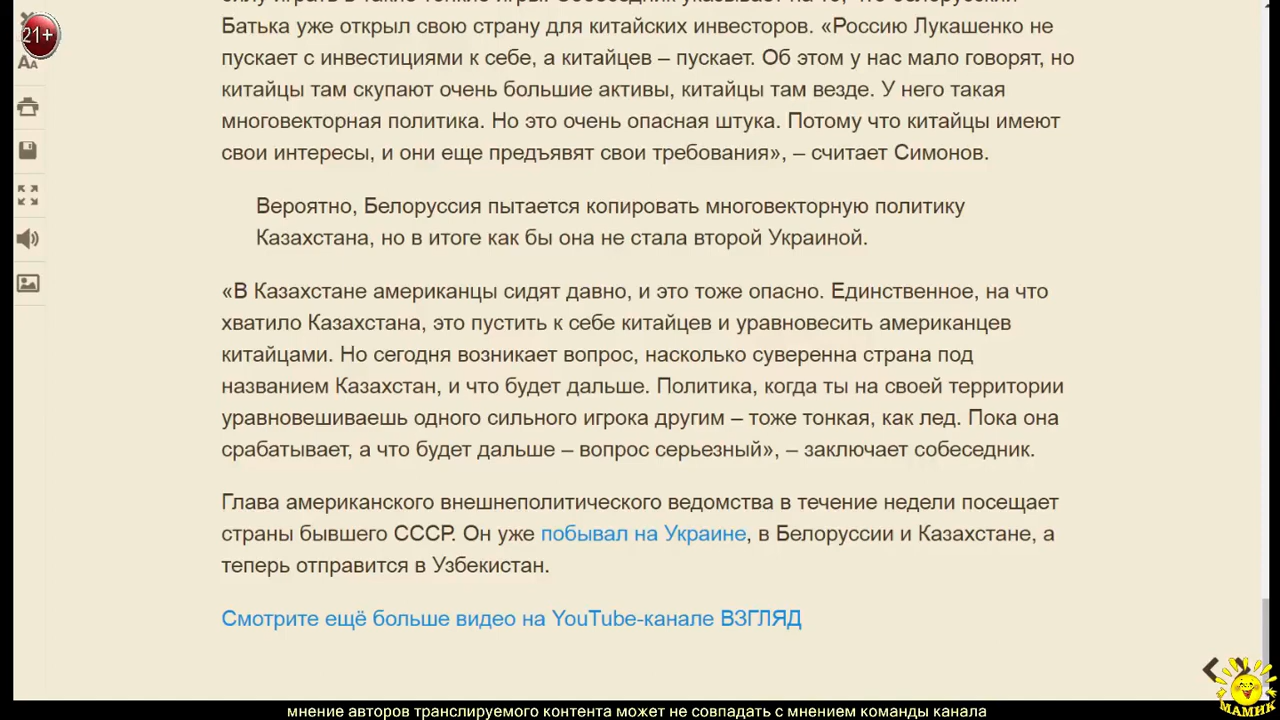 21+
Батька уже открыл свою страну для китайских инвесторов. «Россию Лукашенко не
пускает с инвестициями к себе, а китайцев – пускает. Об этом у нас мало говорят, но
китайцы там скупают очень большие активы, китайцы там везде. У него такая
многовекторная политика. Но это очень опасная штука. Потому что китайцы имеют
свои интересы, и они еще предъявят свои требования», – считает Симонов.
Вероятно, Белоруссия пытается копировать многовекторную политику
Казахстана, но в итоге как бы она не стала второй Украиной.
«В Казахстане американцы сидят давно, и это тоже опасно. Единственное, на что
хватило Казахстана, это пустить к себе китайцев и уравновесить американцев
китайцами. Но сегодня возникает вопрос, насколько суверенна страна под
названием Казахстан, и что будет дальше. Политика, когда ты на своей территории
уравновешиваешь одного сильного игрока другим – тоже тонкая, как лед. Пока она
срабатывает, а что будет дальше – вопрос серьезный», – заключает собеседник.
Глава американского внешнеполитического ведомства в течение недели посещает
страны бывшего СССР. Он уже побывал на Украине, в Белоруссии и Казахстане, а
теперь отправится в Узбекистан.
Смотрите ещё больше видео на YouTube-канале ВЗГЛЯД
МАМИК
мнение авторов транслируемого контента может не совпадать с мнением команды канала